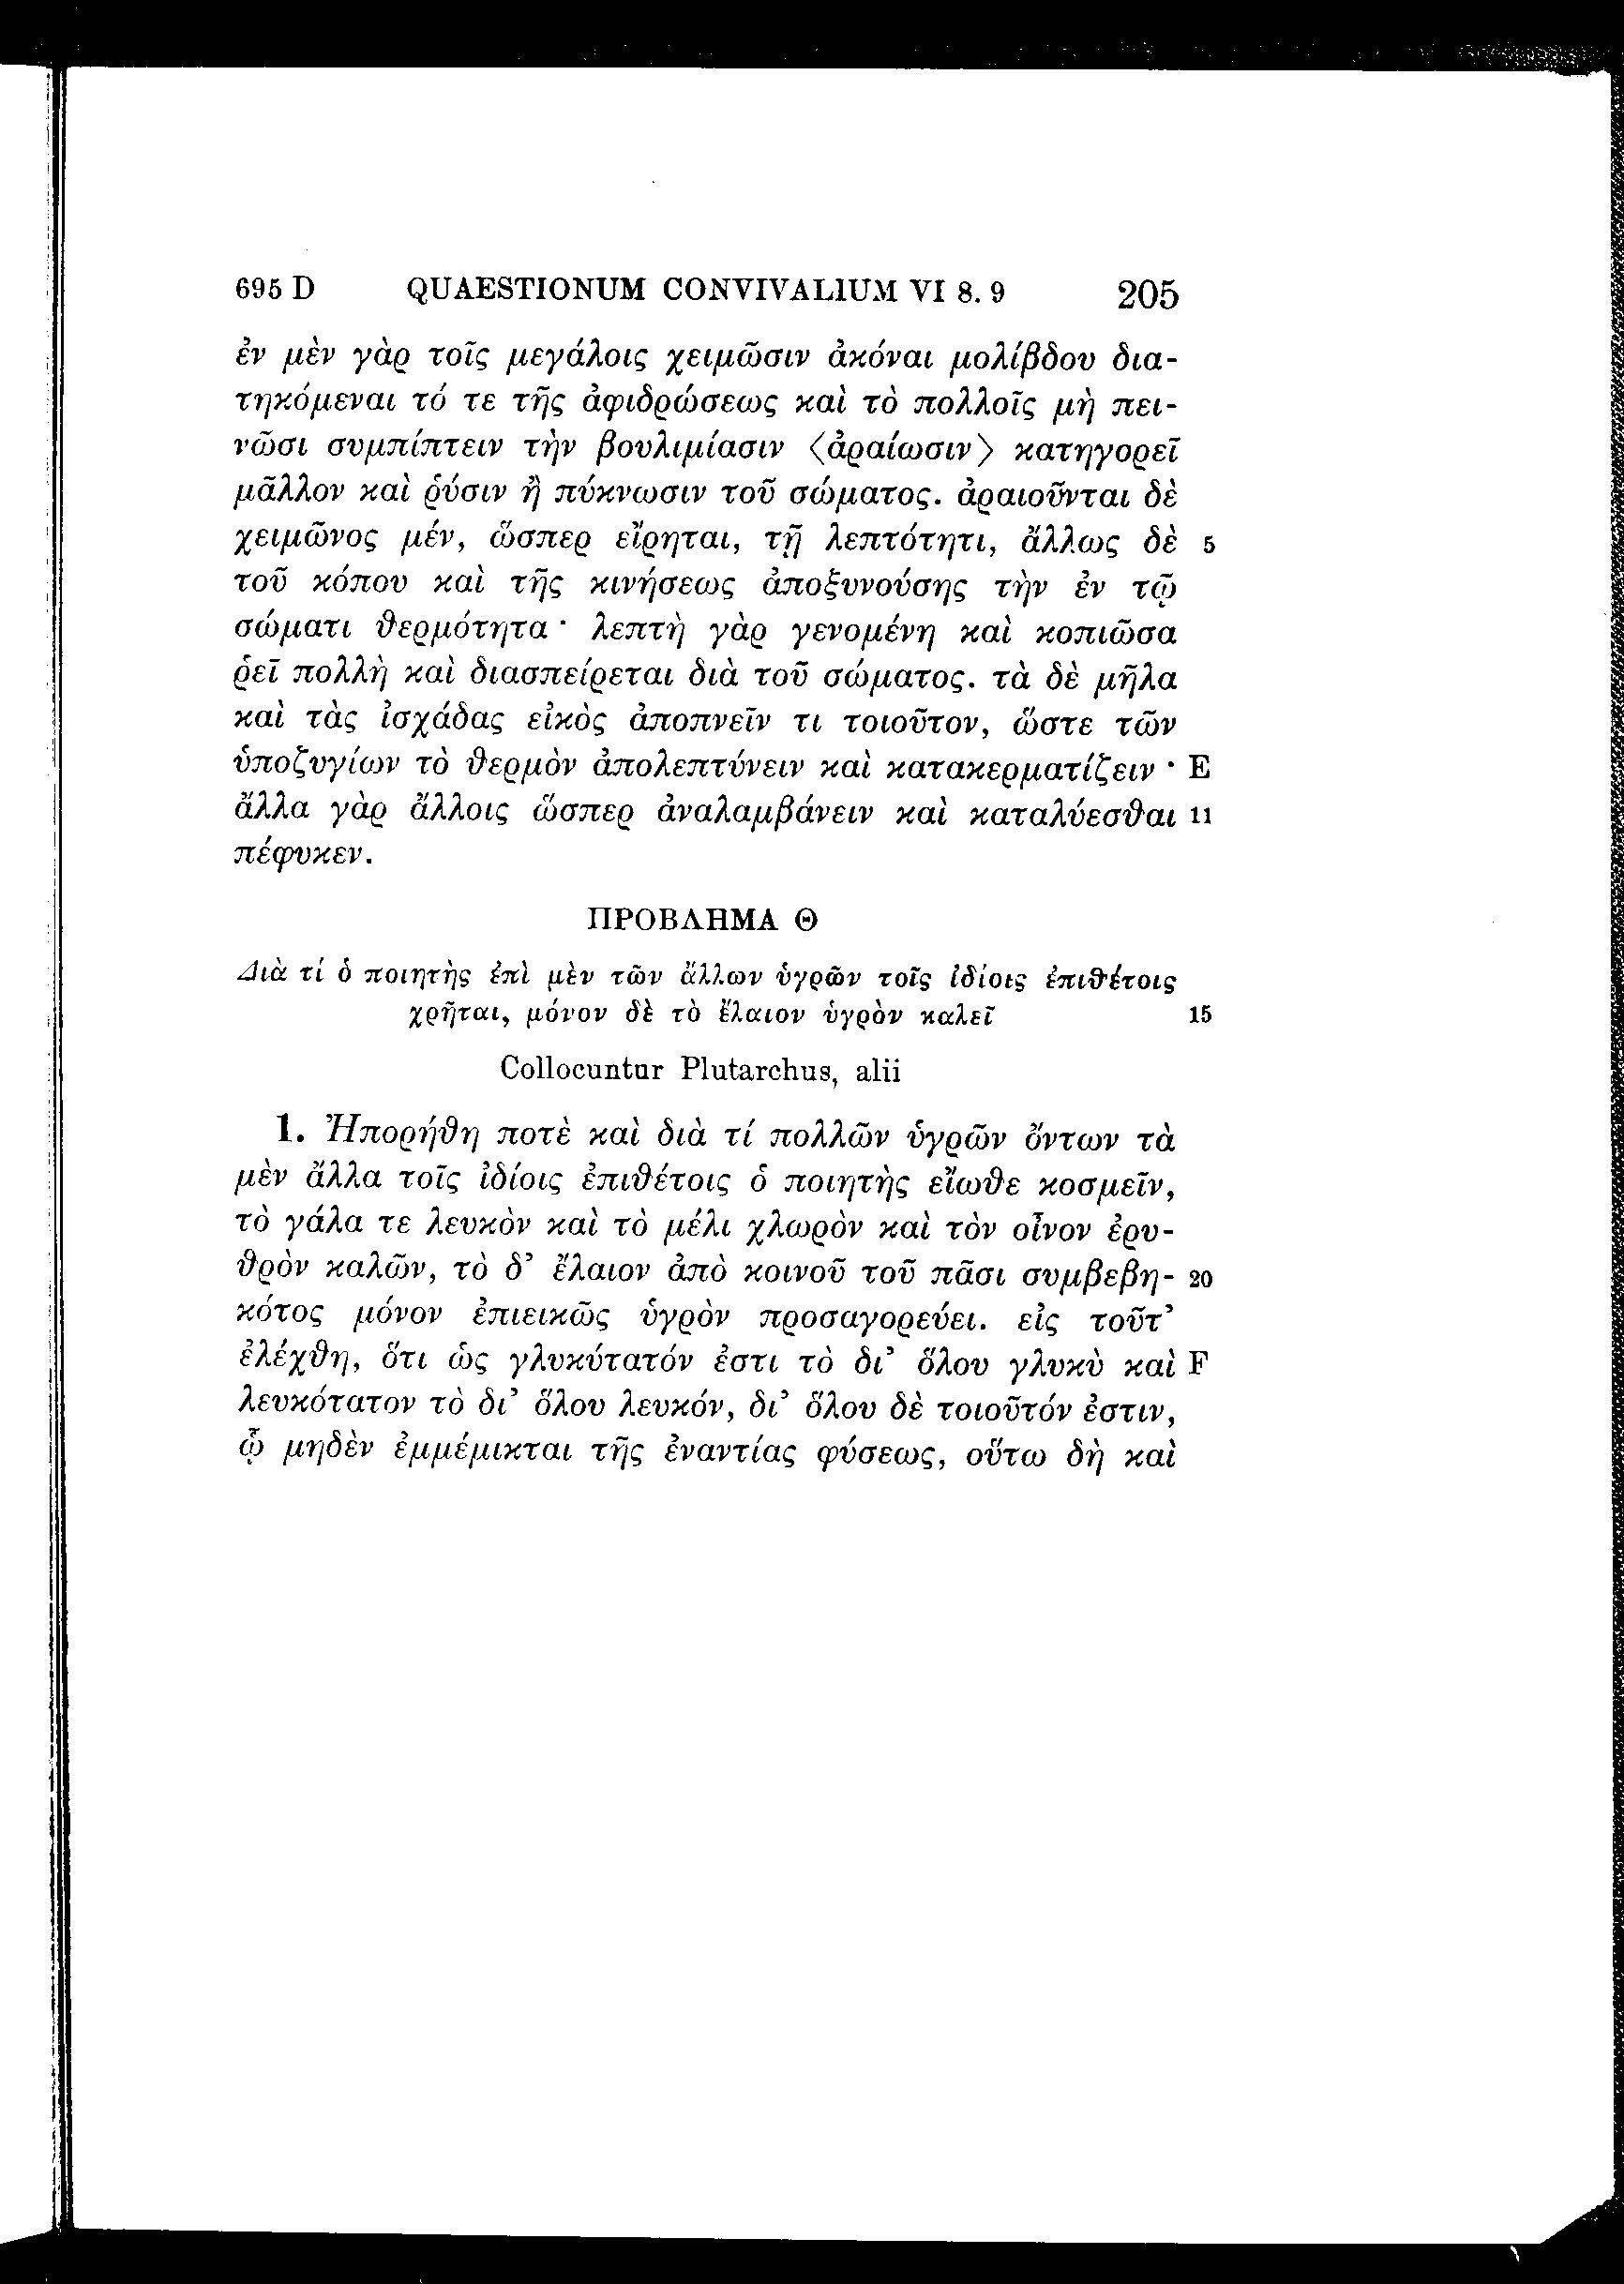 695 D QUAESTIONUM CONVIVALIUM VI 8. 9 205
ἐν μὲν γὰρ τοῖς μεγάλοις χειμῶσιν ἀκόναι μολίβδου δια-
τηκόμεναι τό τε τῆς ἀφιδρώσεως καὶ τὸ πολλοῖς μὴ πει-
νῶσι συμπίπτειν τὴν βουλιμίασιν 〈ἀραίωσιν〉 κατηγορεῖ
μᾶλλον καὶ ῥύσιν ἢ πύκνωσιν τοῦ σώματος. ἀραιοῦνται δὲ
χειμῶνος μέν, ὥσπερ εἴρηται, τῇ λεπτότητι, ἄλλως δὲ 5
τοῦ κόπου καὶ τῆς κινήσεως ἀποξυνούσης τὴν ἐν τῷ
σώματι θερμότητα· λεπτὴ γὰρ γενομένη καὶ κοπιῶσα
ῥεῖ πολλὴ καὶ διασπείρεται διὰ τοῦ σώματος. τὰ δὲ μῆλα
καὶ τὰς ἰσχάδας εἰκὸς ἀποπνεῖν τι τοιοῦτον, ὥστε τῶν
ὑποζυγίων τὸ θερμὸν ἀπολεπτύνειν καὶ κατακερματίζειν· E
ἄλλα γὰρ ἄλλοις ὥσπερ ἀναλαμβάνειν καὶ καταλύεσθαι 11
πέφυκεν.
ΠΡΟΒΛΗΜΑ Θ
Διὰ τί ὁ ποιητὴς ἐπὶ μὲν τῶν ἄλλων ὑγρῶν τοῖς ἰδίοις ἐπιθέτοις
χρῆται, μόνον δὲ τὸ ἔλαιον ὑγρὸν καλεῖ 15
Collocuntur Plutarchus, alii
1. Ἠπορήθη ποτὲ καὶ διὰ τί πολλῶν ὑγρῶν ὄντων τὰ
μὲν ἄλλα τοῖς ἰδίοις ἐπιθέτοις ὁ ποιητὴς εἴωθε κοσμεῖν,
τὸ γάλα τε λευκὸν καὶ τὸ μέλι χλωρὸν καὶ τὸν οἶνον ἐρυ-
θρὸν καλῶν, τὸ δ’ ἔλαιον ἀπὸ κοινοῦ τοῦ πᾶσι συμβεβη- 20
κότος μόνον ἐπιεικῶς ὑγρὸν προσαγορεύει. εἰς τοῦτ’
ἐλέχθη, ὅτι ὡς γλυκύτατόν ἐστι τὸ δι’ ὅλου γλυκὺ καὶ F
λευκότατον τὸ δι’ ὅλου λευκόν, δι’ ὅλου δὲ τοιοῦτόν ἐστιν,
ᾧ μηδὲν ἐμμέμικται τῆς ἐναντίας φύσεως, οὕτω δὴ καὶ